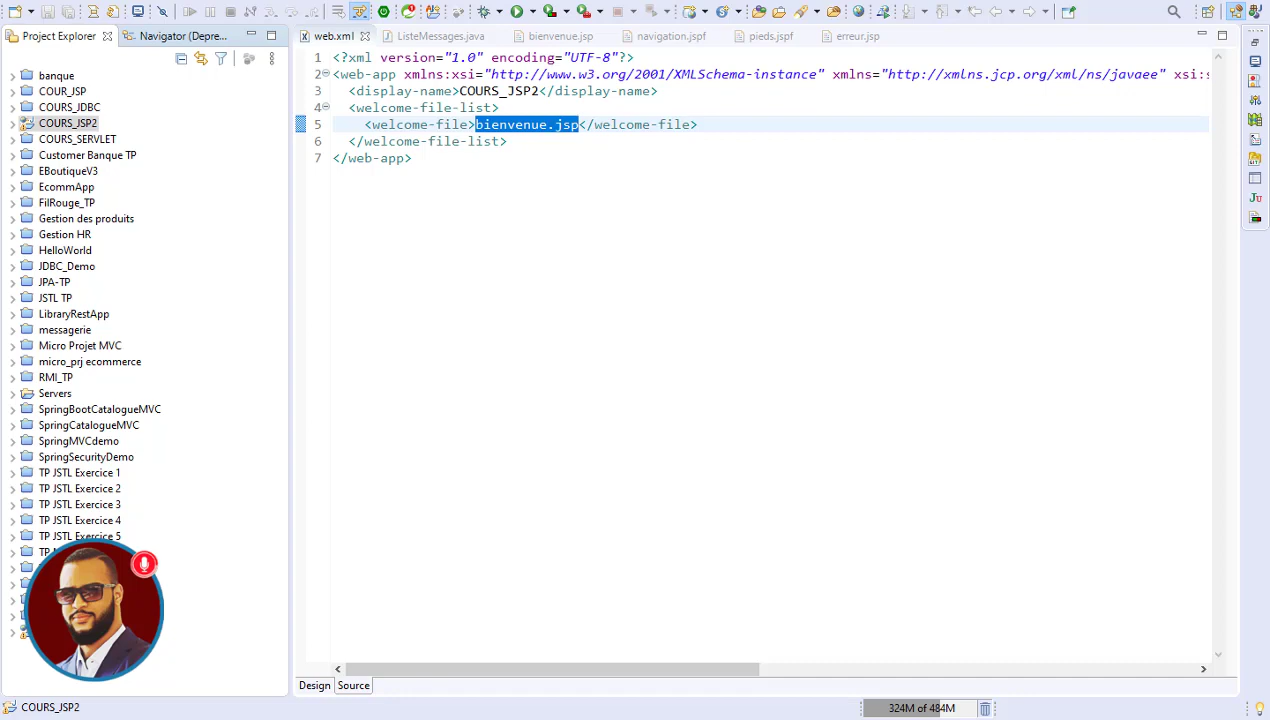 Project Explorer
Navigator (Depre...
web.xml
ListeMessages.java
bienvenue.jsp
navigation.jspf
pieds.jspf
erreur.jsp
banque
COUR_JSP
COURS_JDBC
COURS_JSP2
COURS_SERVLET
Customer Banque TP
EBoutiqueV3
EcommApp
FilRouge_TP
Gestion des produits
Gestion HR
HelloWorld
JDBC_Demo
JPA-TP
JSTL TP
LibraryRestApp
messagerie
Micro Projet MVC
micro_prj ecommerce
RMI_TP
Servers
SpringBootCatalogueMVC
SpringCatalogueMVC
SpringMVCdemo
SpringSecurityDemo
TP JSTL Exercice 1
TP JSTL Exercice 2
TP JSTL Exercice 3
TP JSTL Exercice 4
TP JSTL Exercice 5
1 <?xml version="1.0" encoding="UTF-8"?>
2 <web-app xmlns:xsi="http://www.w3.org/2001/XMLSchema-instance" xmlns="http://xmlns.jcp.org/xml/ns/javaee" xsi:s
3 <display-name>COURS_JSP2</display-name>
4 <welcome-file-list>
5 <welcome-file>bienvenue.jsp</welcome-file>
6 </welcome-file-list>
7 </web-app>
Design
Source
COURS_JSP2
324M of 484M